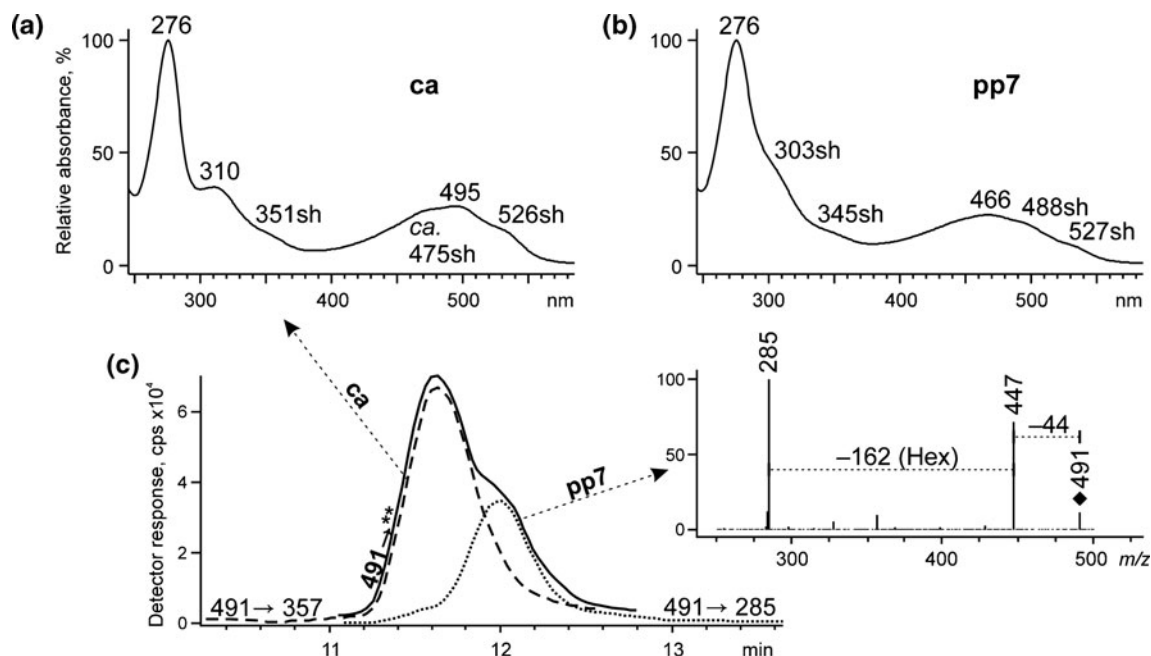 (a)
276
100
Relative absorbance, %
ca
50
310
351sh
495
526sh
ca.
475sh
0
300 400 500 nm
(b)
276
100
pp7
50
303sh
345sh
466
488sh
527sh
0
300 400 500 nm
(c)
Detector response, cps x10⁴
6
4
2
0
ca
491→**
pp7
491→ 357
491→ 285
11 12 13 min
100
50
0
285
447
–44
–162 (Hex)
◆491
300 400 500 m/z